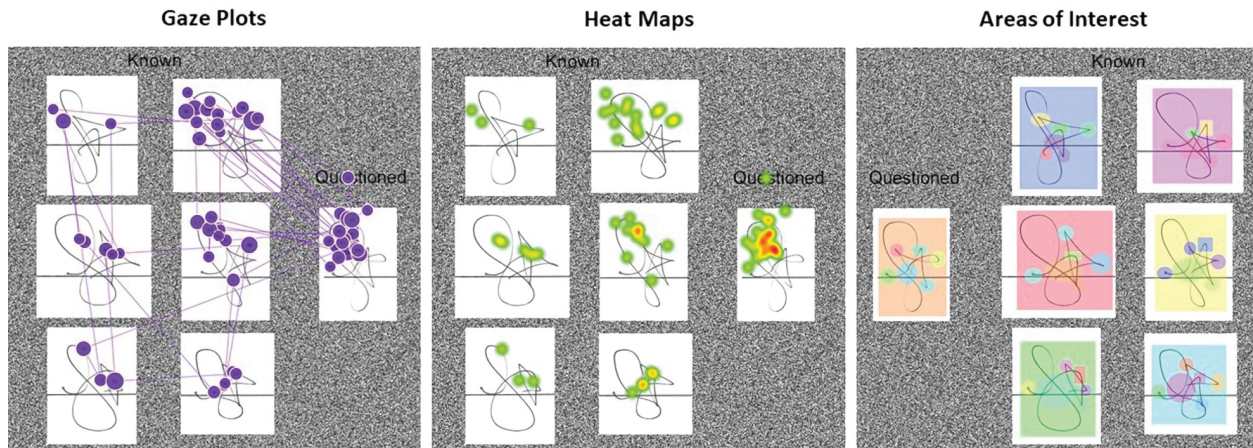 Gaze Plots
Heat Maps
Areas of Interest
Known
Questioned
Known
Questioned
Known
Questioned